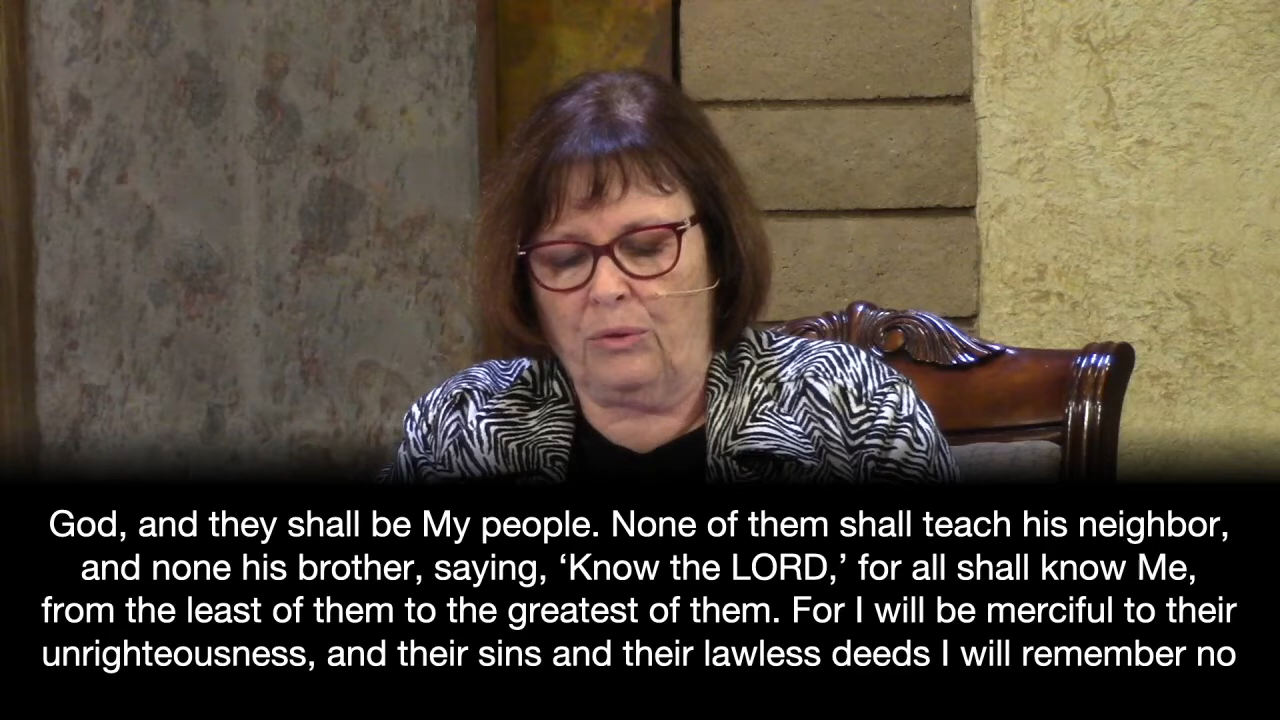 God, and they shall be My people. None of them shall teach his neighbor,
and none his brother, saying, ‘Know the LORD,’ for all shall know Me,
from the least of them to the greatest of them. For I will be merciful to their
unrighteousness, and their sins and their lawless deeds I will remember no